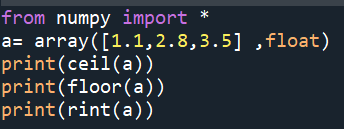 from numpy import *
a= array([1.1,2.8,3.5] ,float)
print(ceil(a))
print(floor(a))
print(rint(a))